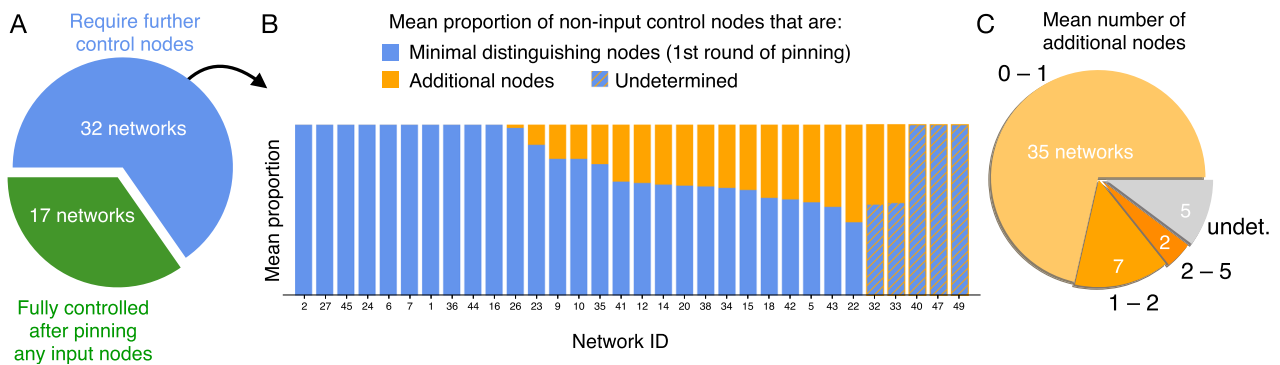 A
Require further
control nodes
32 networks
17 networks
Fully controlled
after pinning
any input nodes
B
Mean proportion of non-input control nodes that are:
Minimal distinguishing nodes (1st round of pinning)
Additional nodes
Undetermined
Mean proportion
2 27 45 24 6 7 1 36 44 16 26 23 9 10 35 41 12 14 20 38 34 15 18 42 5 43 22 32 33 40 47 49
Network ID
C
Mean number of
additional nodes
0 – 1
35 networks
5
undet.
2
2 – 5
7
1 – 2